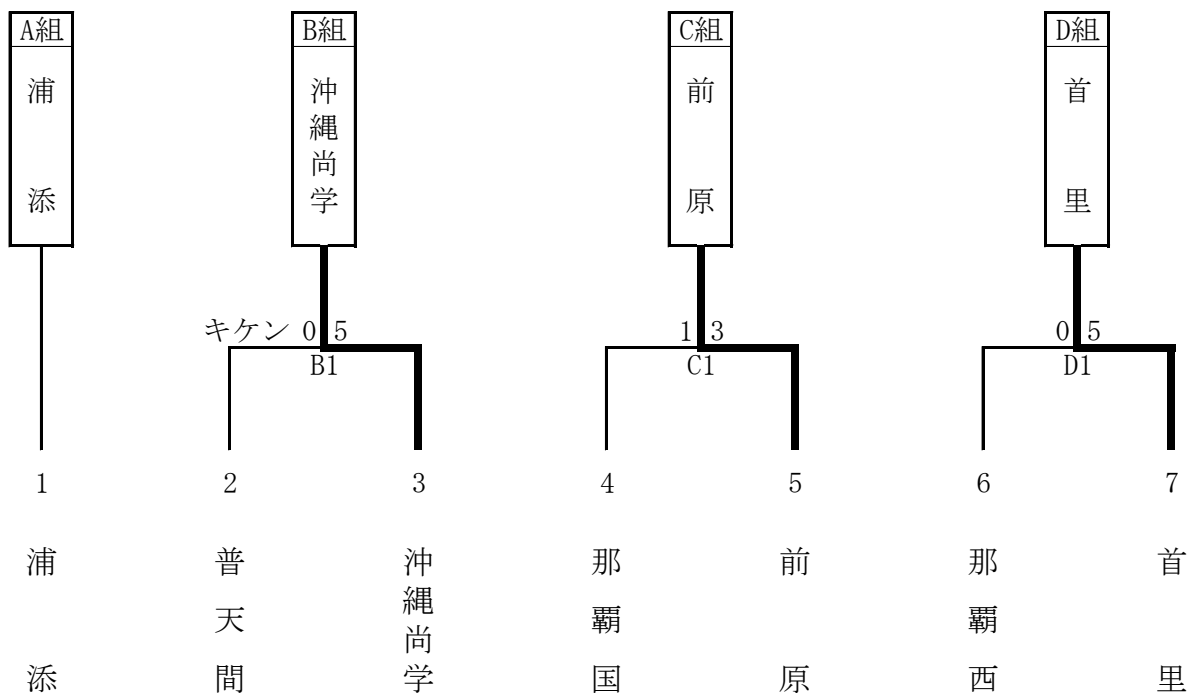 A組 B組 C組 D組
浦添 沖縄尚学 前原 首里
キケン 0 5 1 3 0 5
B1 C1 D1
1 2 3 4 5 6 7
浦添 普天間 沖縄尚学 那覇国 前原 那覇西 首里